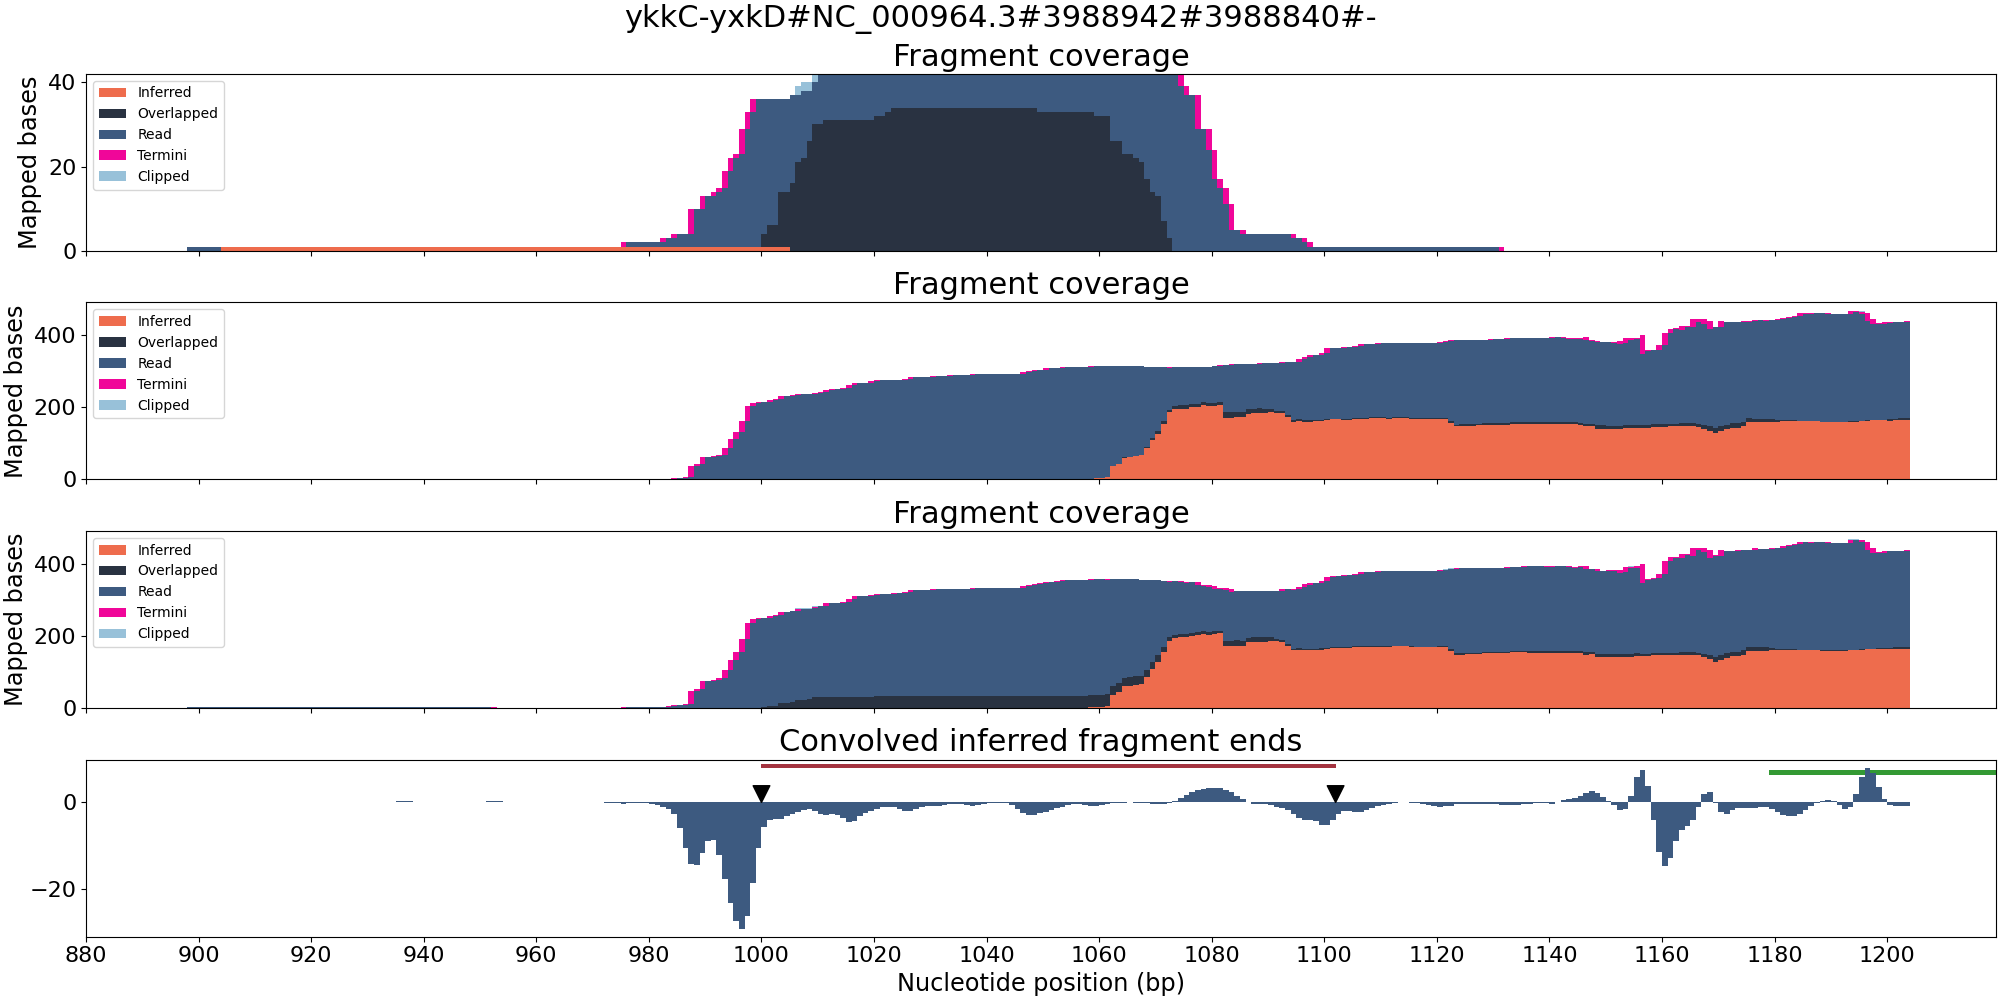 ykkC-yxkD#NC_000964.3#3988942#3988840#-
Fragment coverage
Mapped bases
40
20
0
Inferred
Overlapped
Read
Termini
Clipped
Fragment coverage
Mapped bases
400
200
0
Inferred
Overlapped
Read
Termini
Clipped
Fragment coverage
Mapped bases
400
200
0
Inferred
Overlapped
Read
Termini
Clipped
Convolved inferred fragment ends
0
−20
880 900 920 940 960 980 1000 1020 1040 1060 1080 1100 1120 1140 1160 1180 1200
Nucleotide position (bp)